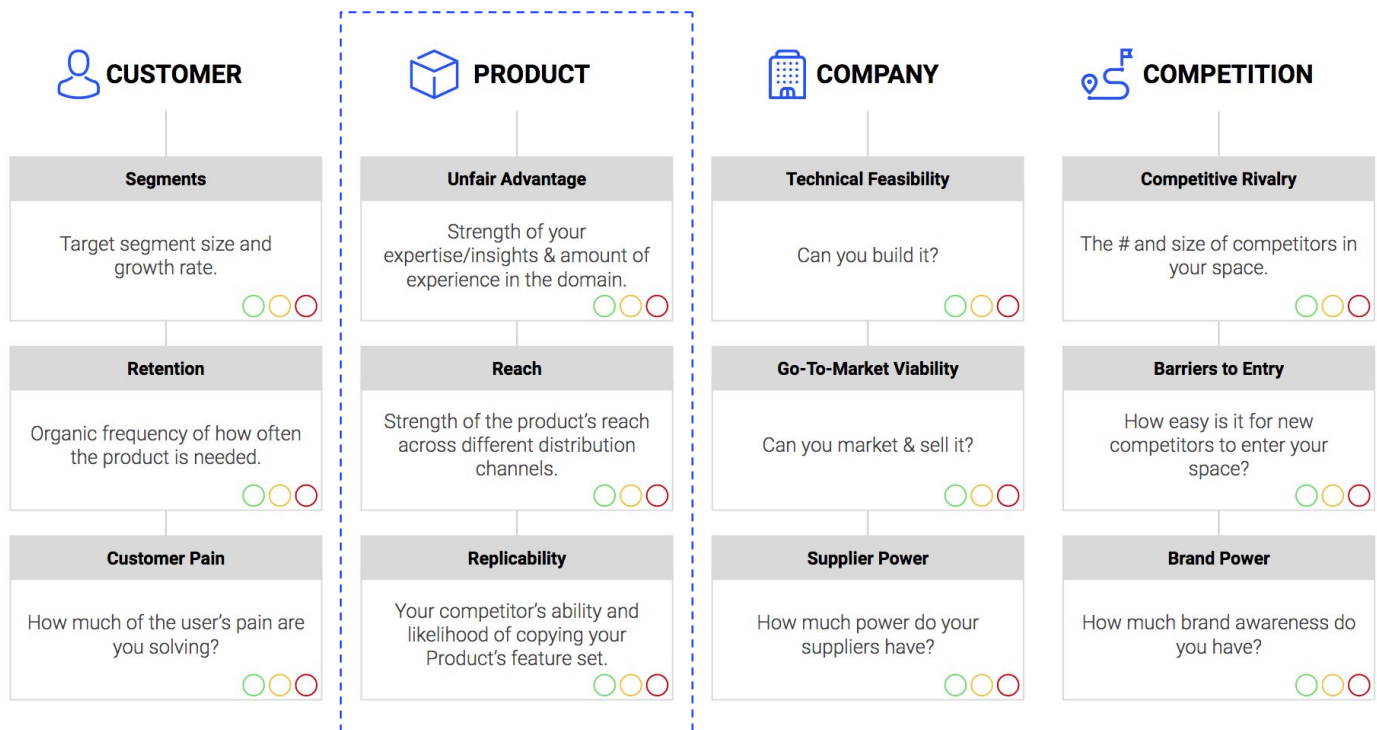 CUSTOMER
Segments
Target segment size and
growth rate.
Retention
Organic frequency of how often
the product is needed.
Customer Pain
How much of the user's pain are
you solving?
PRODUCT
Unfair Advantage
Strength of your
expertise/insights & amount of
experience in the domain.
Reach
Strength of the product's reach
across different distribution
channels.
Replicability
Your competitor's ability and
likelihood of copying your
Product's feature set.
COMPANY
Technical Feasibility
Can you build it?
Go-To-Market Viability
Can you market & sell it?
Supplier Power
How much power do your
suppliers have?
COMPETITION
Competitive Rivalry
The # and size of competitors in
your space.
Barriers to Entry
How easy is it for new
competitors to enter your
space?
Brand Power
How much brand awareness do
you have?